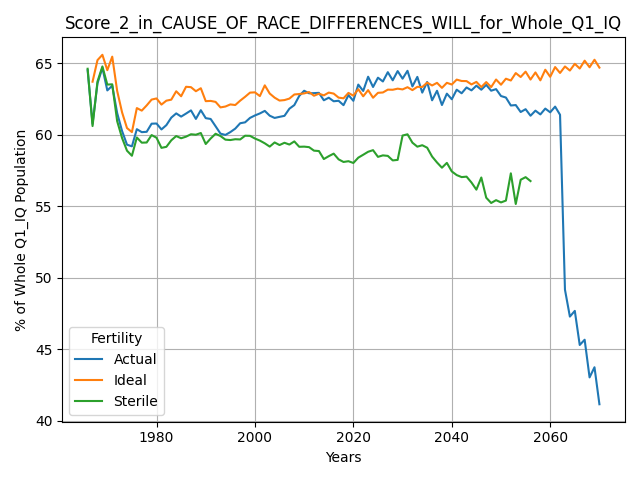 Score_2_in_CAUSE_OF_RACE_DIFFERENCES_WILL_for_Whole_Q1_IQ
% of Whole Q1_IQ Population
65
60
55
50
45
40
Fertility
Actual
Ideal
Sterile
1980
2000
2020
2040
2060
Years